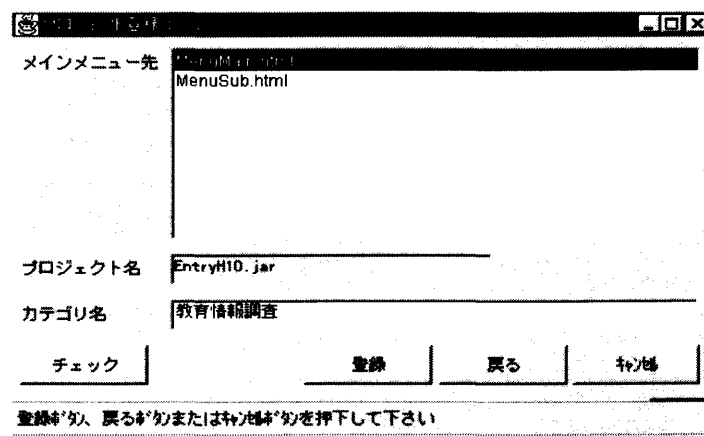 メインメニュー先
MenuMain.html
MenuSub.html
プロジェクト名
EntryH10.jar
カテゴリ名
教育情報調査
チェック
登録
戻る
ｷｬﾝｾﾙ
登録ﾎﾞﾀﾝ、戻るﾎﾞﾀﾝまたはｷｬﾝｾﾙﾎﾞﾀﾝを押下して下さい